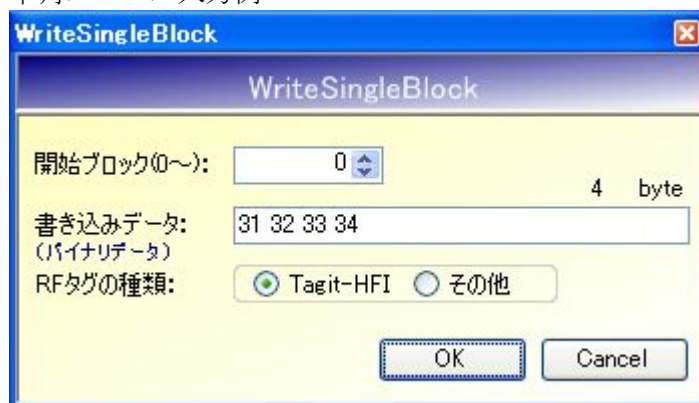 WriteSingleBlock
WriteSingleBlock
開始ブロック(0～): 0
4 byte
書き込みデータ: 31 32 33 34
(バイナリデータ)
RFタグの種類: Tagit-HFI その他
OK Cancel